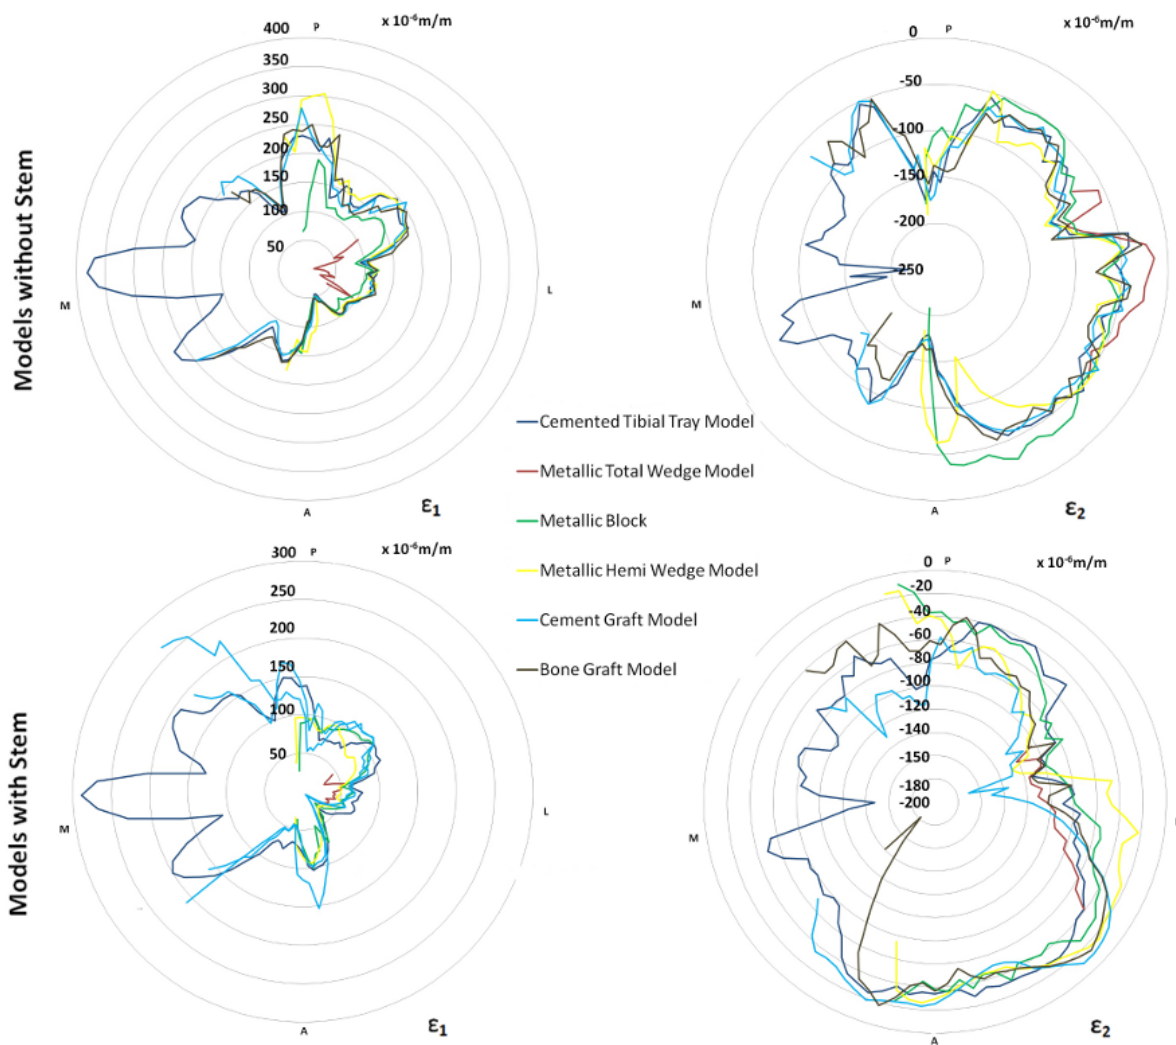 400
P
x 10-6m/m
350
300
250
200
150
100
50
M
L
A
ε1
0
P
x 10-6m/m
-50
-100
-150
-200
250
M
A
ε2
Models without Stem
Cemented Tibial Tray Model
Metallic Total Wedge Model
Metallic Block
Metallic Hemi Wedge Model
Cement Graft Model
Bone Graft Model
300
P
x 10-6m/m
250
200
150
100
50
M
L
A
ε1
0
P
x 10-6m/m
-20
-40
-60
-80
-100
-120
-140
-150
-180
-200
M
A
ε2
Models with Stem